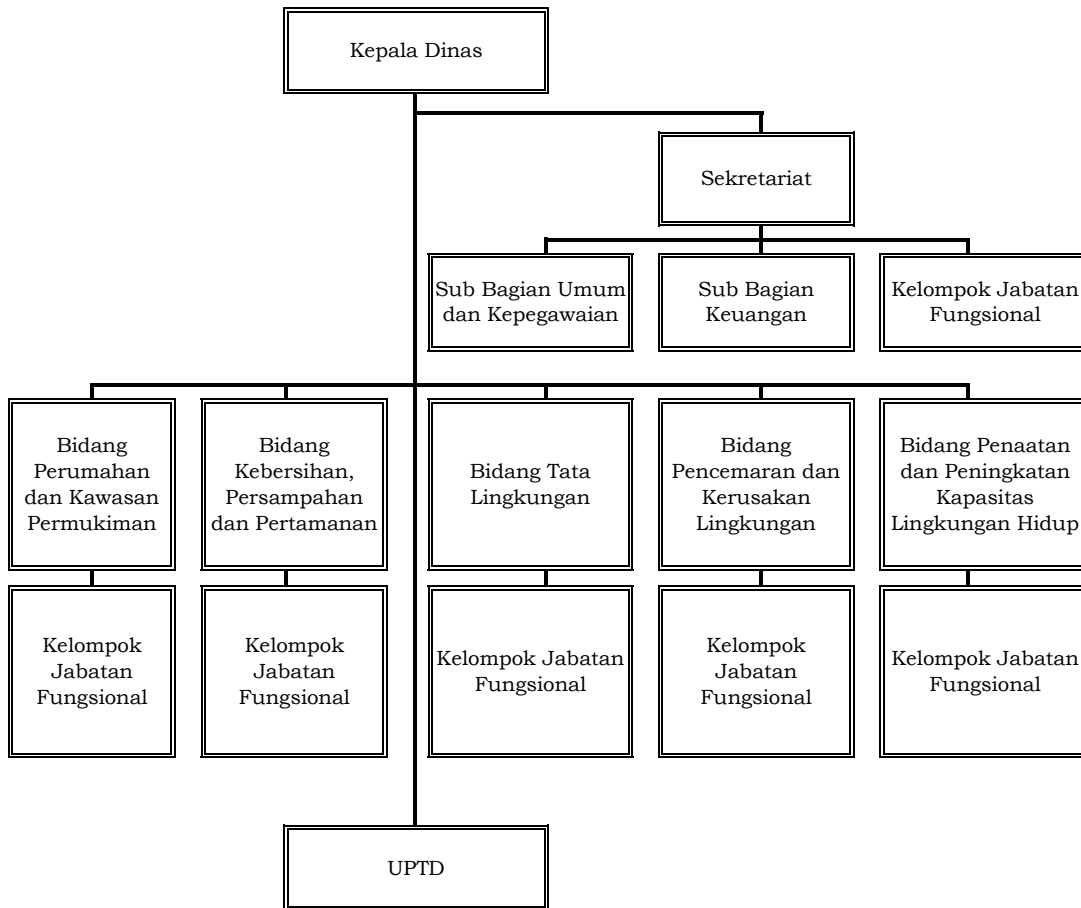 Kepala Dinas
Sekretariat
Sub Bagian Umum
dan Kepegawaian
Sub Bagian
Keuangan
Kelompok Jabatan
Fungsional
Bidang
Perumahan
dan Kawasan
Permukiman
Bidang
Kebersihan,
Persampahan
dan Pertamanan
Bidang Tata
Lingkungan
Bidang
Pencemaran dan
Kerusakan
Lingkungan
Bidang Penaatan
dan Peningkatan
Kapasitas
Lingkungan Hidup
Kelompok
Jabatan
Fungsional
Kelompok
Jabatan
Fungsional
Kelompok Jabatan
Fungsional
Kelompok
Jabatan
Fungsional
Kelompok Jabatan
Fungsional
UPTD